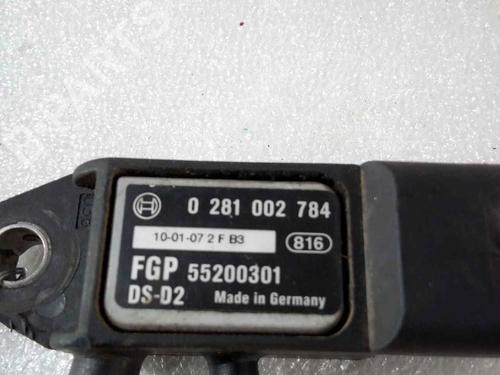 0 281 002 784
10-01-07 2 F B3
816
FGP 55200301
DS-D2 Made in Germany